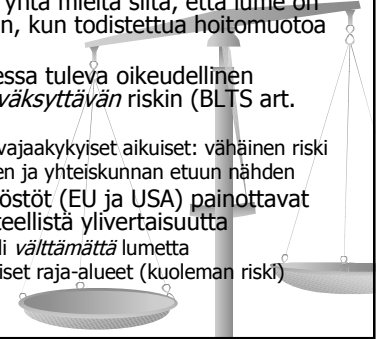 yhtä mieltä siitä, että lume on
n, kun todistettua hoitomuotoa
essa tuleva oikeudellinen
väksyttävän riskin (BLTS art.
vajaakykyiset aikuiset: vähäinen riski
en ja yhteiskunnan etuun nähden
östöt (EU ja USA) painottavat
teellistä ylivertaisuutta
li välttämättä lumetta
iset raja-alueet (kuoleman riski)